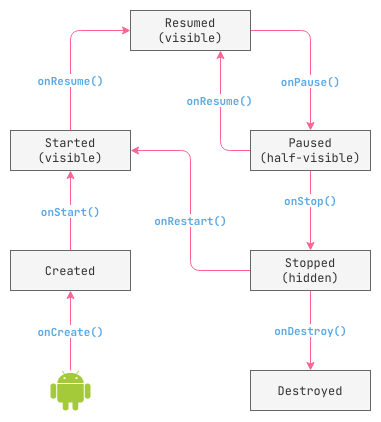 Resumed
(visible)
onResume()
onPause()
onResume()
Started
(visible)
Paused
(half-visible)
onStart()
onRestart()
onStop()
Created
Stopped
(hidden)
onCreate()
onDestroy()
Destroyed